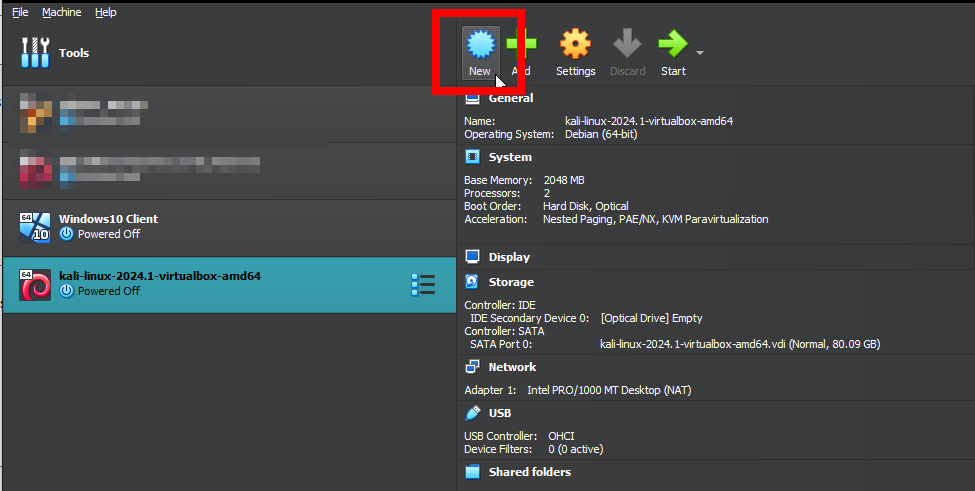 File Machine Help
Tools
New Add Settings Discard Start
64
10
Windows10 Client
Powered Off
64
kali-linux-2024.1-virtualbox-amd64
Powered Off
General
Name: kali-linux-2024.1-virtualbox-amd64
Operating System: Debian (64-bit)
System
Base Memory: 2048 MB
Processors: 2
Boot Order: Hard Disk, Optical
Acceleration: Nested Paging, PAE/NX, KVM Paravirtualization
Display
Storage
Controller: IDE
IDE Secondary Device 0: [Optical Drive] Empty
Controller: SATA
SATA Port 0: kali-linux-2024.1-virtualbox-amd64.vdi (Normal, 80.09 GB)
Network
Adapter 1: Intel PRO/1000 MT Desktop (NAT)
USB
USB Controller: OHCI
Device Filters: 0 (0 active)
Shared folders